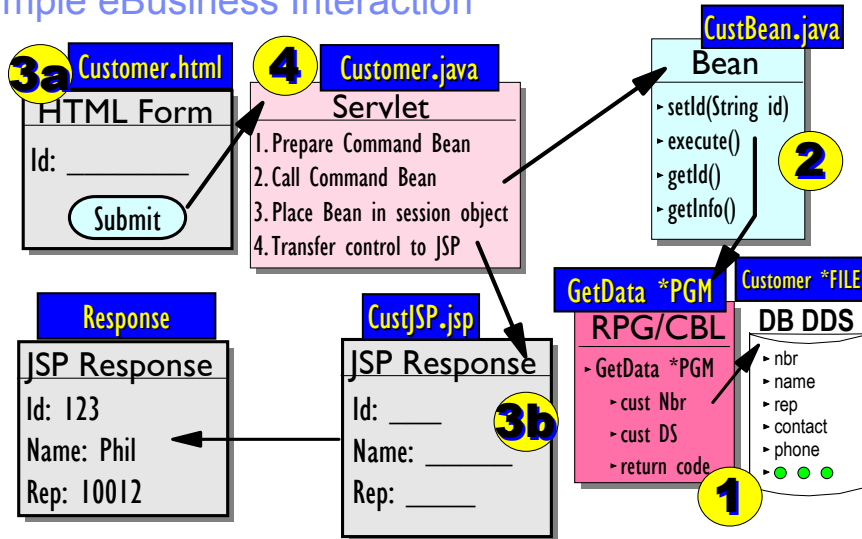 mple eBusiness Interaction
3a
Customer.html
HTML Form
Id: ________
Submit
4
Customer.java
Servlet
1. Prepare Command Bean
2. Call Command Bean
3. Place Bean in session object
4. Transfer control to JSP
CustBean.java
Bean
setId(String id)
execute()
getId()
getInfo()
2
Response
JSP Response
Id: 123
Name: Phil
Rep: 10012
CustJSP.jsp
JSP Response
Id: ____
Name: ______
Rep: _____
3b
GetData *PGM
RPG/CBL
GetData *PGM
cust Nbr
cust DS
return code
1
Customer *FILE
DB DDS
nbr
name
rep
contact
phone